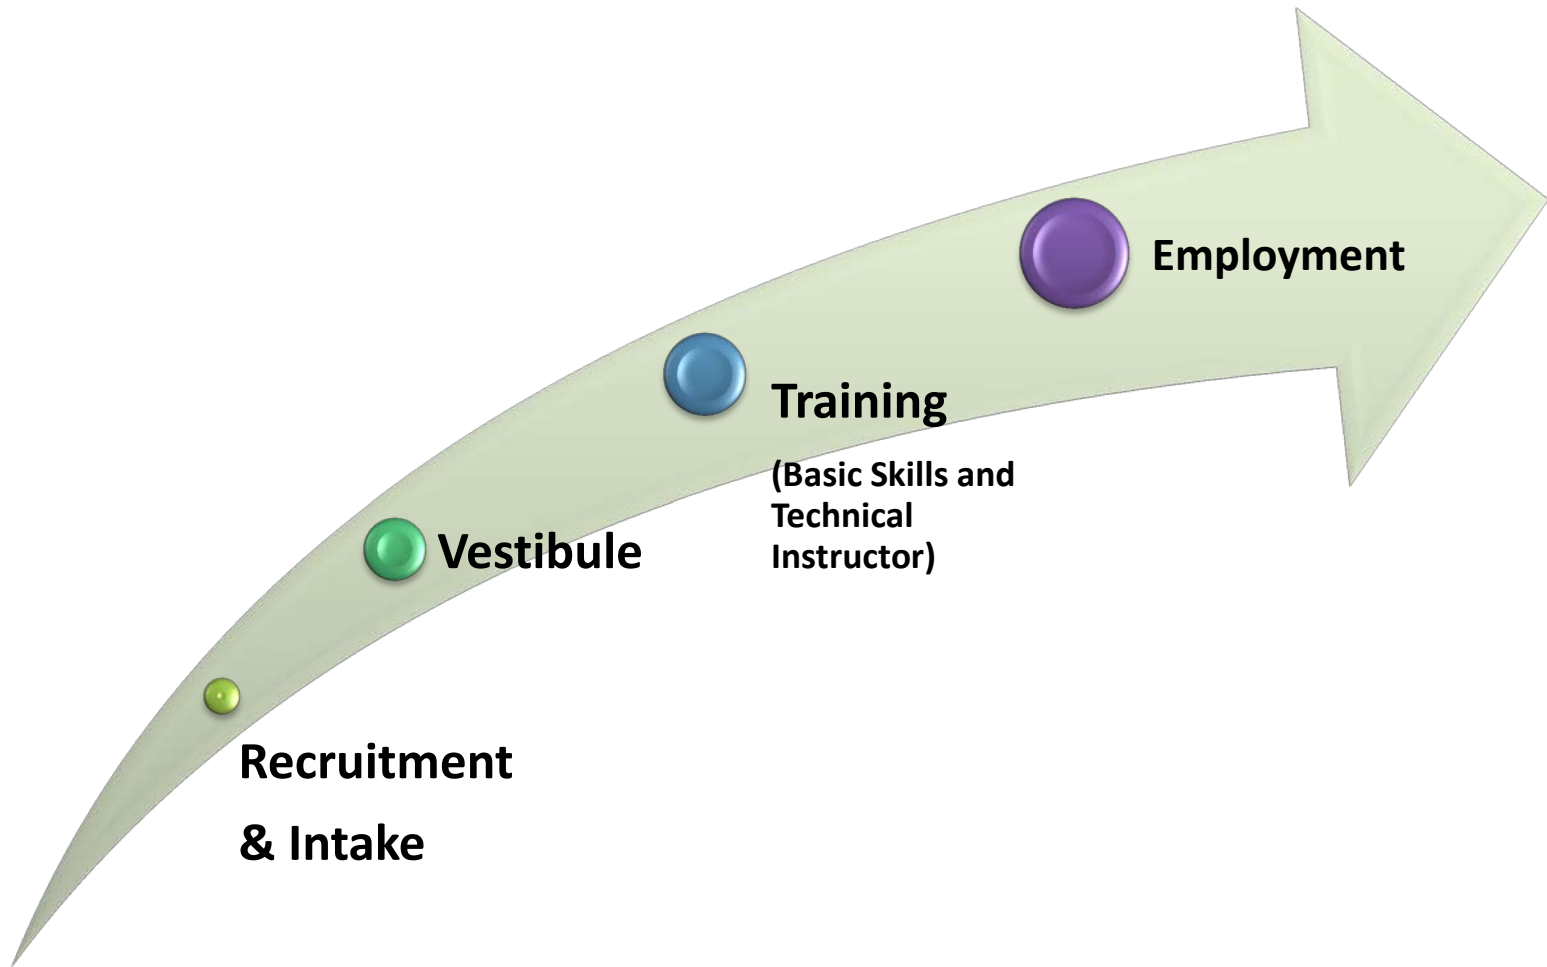 Employment
Training
(Basic Skills and
Technical
Instructor)
Vestibule
Recruitment
& Intake